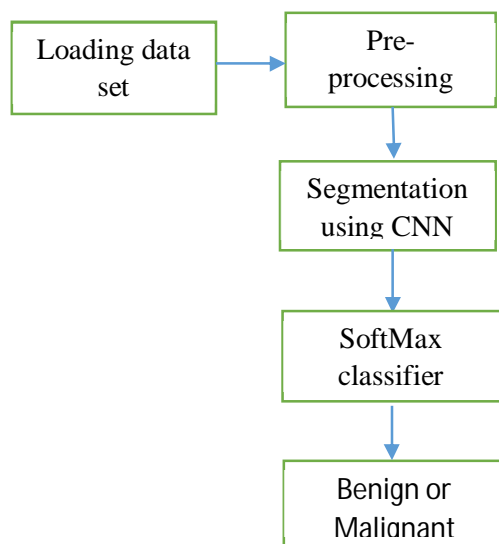 Loading data
set
Pre-
processing
Segmentation
using CNN
SoftMax
classifier
Benign or
Malignant